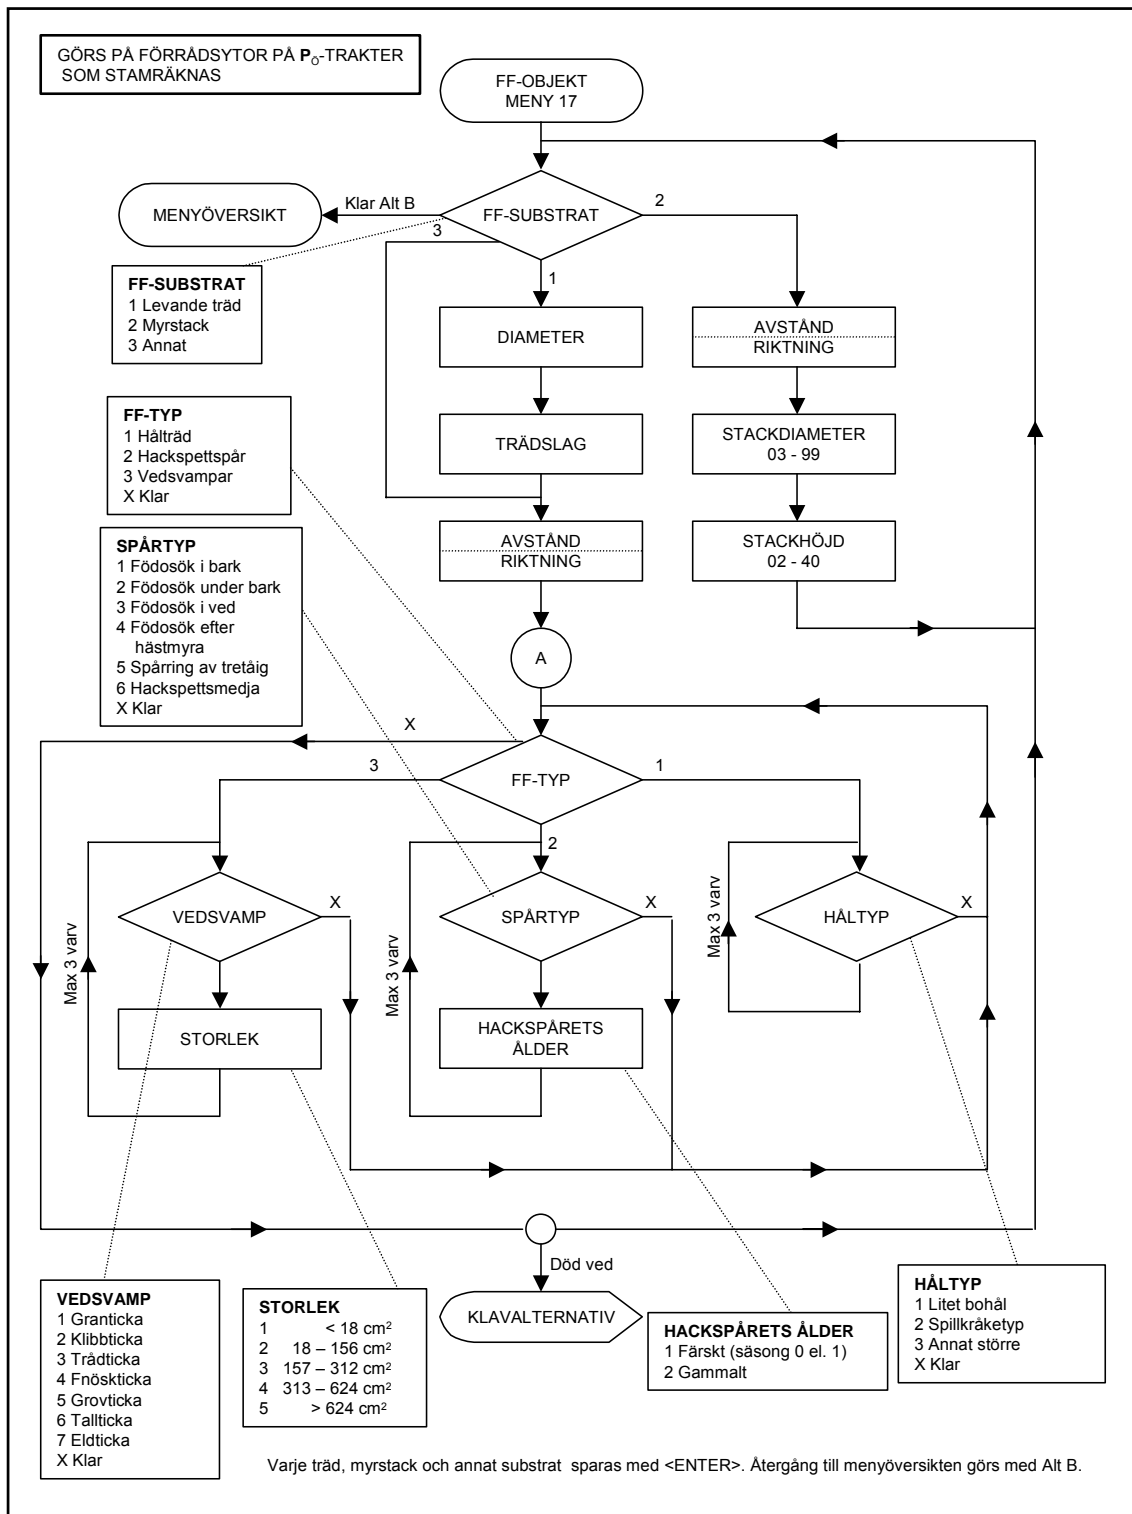 GÖRS PÅ FÖRRÅDSYTOR PÅ PÖ-TRAKTER
SOM STAMRÄKNAS
FF-OBJEKT
MENY 17
MENYÖVERSIKT
Klar Alt B
FF-SUBSTRAT
2
3
1
FF-SUBSTRAT
1 Levande träd
2 Myrstack
3 Annat
DIAMETER
AVSTÅND
RIKTNING
FF-TYP
1 Hålträd
2 Hackspettspår
3 Vedsvampar
X Klar
TRÄDSLAG
STACKDIAMETER
03 - 99
SPÅRTYP
1 Födosök i bark
2 Födosök under bark
3 Födosök i ved
4 Födosök efter
hästmyra
5 Spårring av tretåig
6 Hackspettsmedja
X Klar
AVSTÅND
RIKTNING
STACKHÖJD
02 - 40
A
X
3
FF-TYP
1
2
Max 3 varv
VEDSVAMP
X
Max 3 varv
SPÅRTYP
X
Max 3 varv
HÅLTYP
X
STORLEK
HACKSPÅRETS
ÅLDER
Död ved
KLAVALTERNATIV
VEDSVAMP
1 Granticka
2 Klibbticka
3 Trådticka
4 Fnöskticka
5 Grovticka
6 Tallticka
7 Eldticka
X Klar
STORLEK
1 < 18 cm²
2 18 – 156 cm²
3 157 – 312 cm²
4 313 – 624 cm²
5 > 624 cm²
HACKSPÅRETS ÅLDER
1 Färskt (säsong 0 el. 1)
2 Gammalt
HÅLTYP
1 Litet bohål
2 Spillkråketyp
3 Annat större
X Klar
Varje träd, myrstack och annat substrat sparas med <ENTER>. Återgång till menyöversikten görs med Alt B.